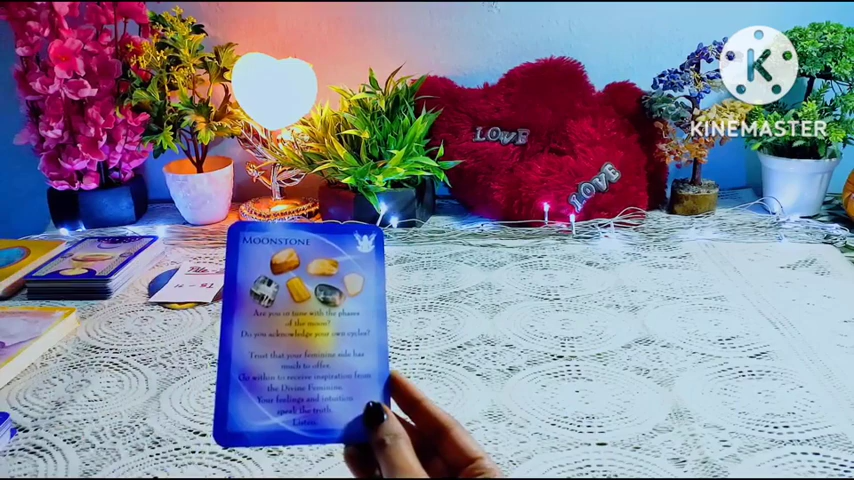 K
KINEMASTER
LOVE
LOVE
MOONSTONE
Are you in tune with the phases
of the moon?
Do you acknowledge your own cycles?
Trust that your feminine side has
much to offer.
Go within to receive inspiration from
the Divine Feminine.
Your feelings and intuition
speak the truth.
Listen.